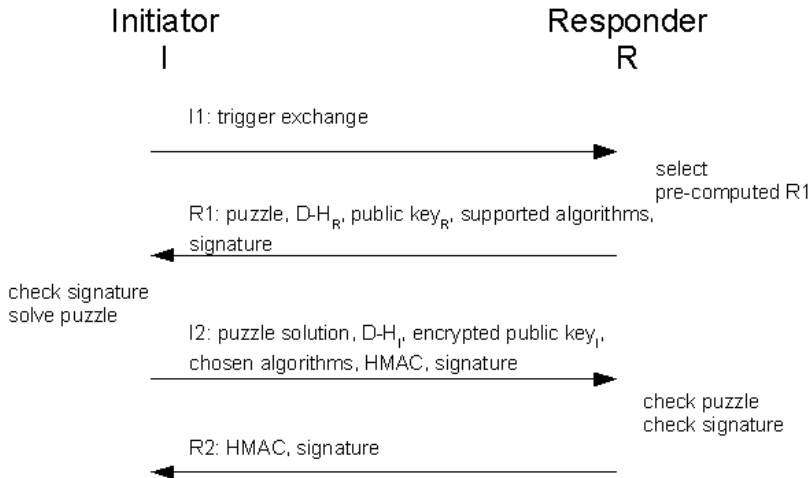 Initiator
I
Responder
R
I1: trigger exchange
select
pre-computed R1
R1: puzzle, D-H_R, public key_R, supported algorithms,
signature
check signature
solve puzzle
I2: puzzle solution, D-H_I, encrypted public key_I,
chosen algorithms, HMAC, signature
check puzzle
check signature
R2: HMAC, signature